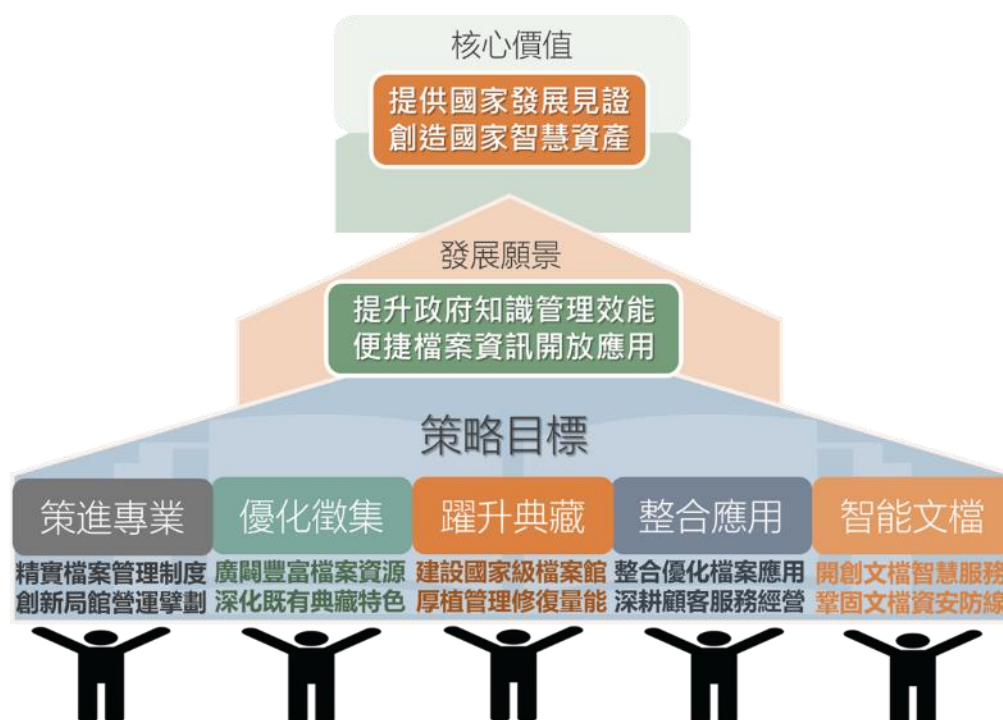 核心價值
提供國家發展見證
創造國家智慧資產
發展願景
提升政府知識管理效能
便捷檔案資訊開放應用
策略目標
策進專業
優化徵集
躍升典藏
整合應用
智能文檔
精實檔案管理制度
創新局館營運擘劃
廣闢豐富檔案資源
深化既有典藏特色
建設國家級檔案館
厚植管理修復量能
整合優化檔案應用
深耕顧客服務經營
開創文檔智慧服務
鞏固文檔資安防線